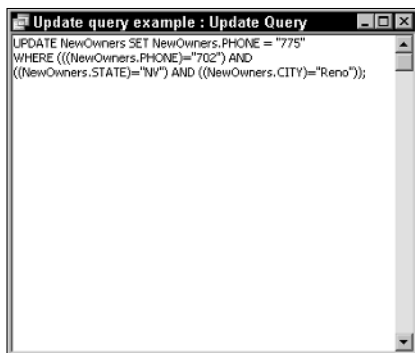 Update query example : Update Query
UPDATE NewOwners SET NewOwners.PHONE = "775"
WHERE (((NewOwners.PHONE)="702") AND
((NewOwners.STATE)="NV") AND ((NewOwners.CITY)="Reno"));